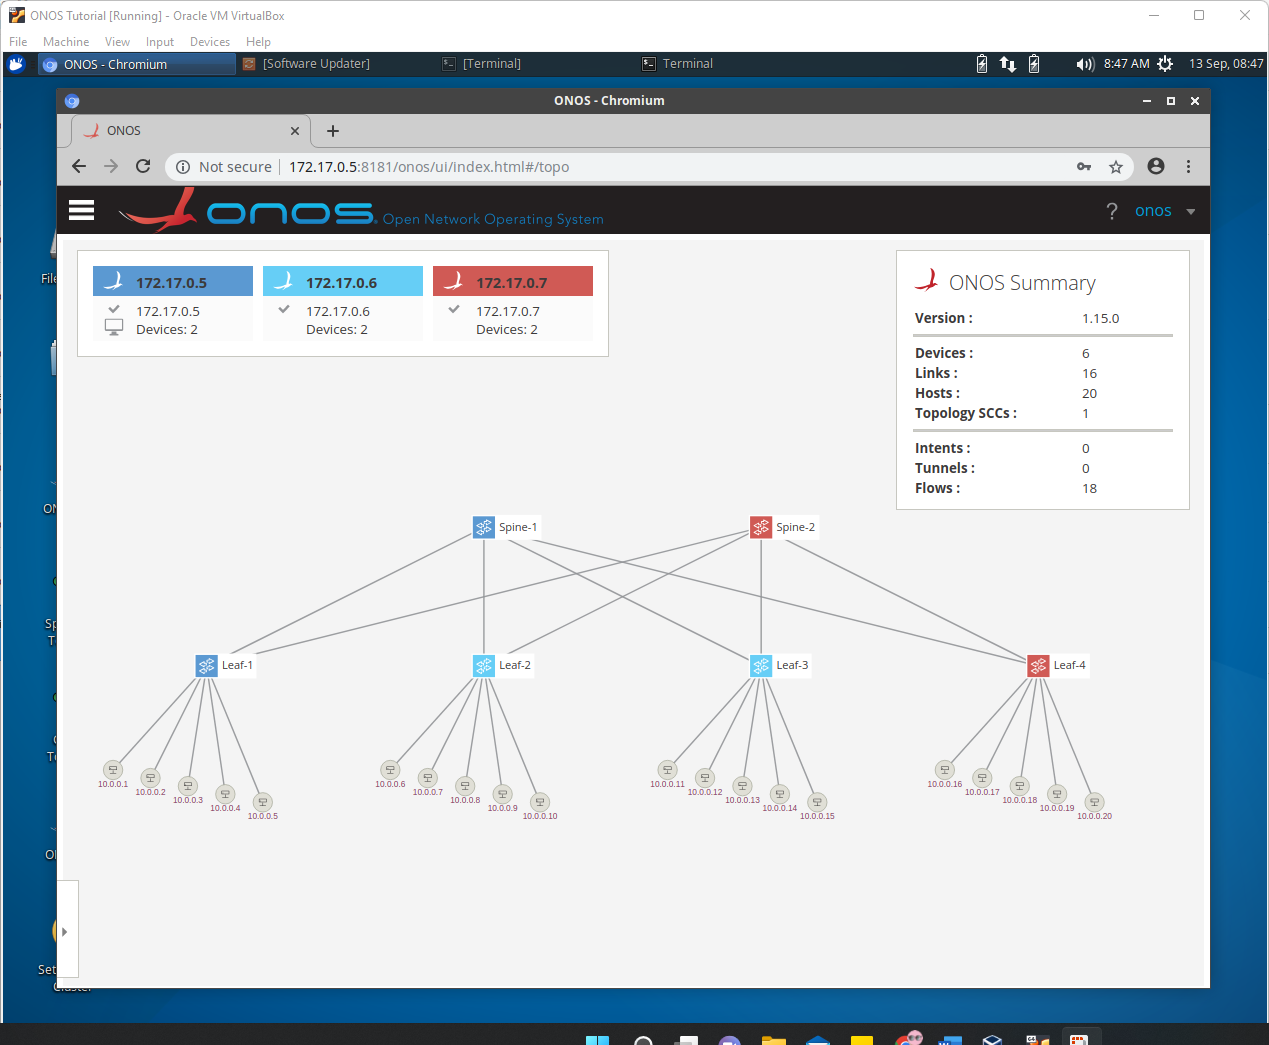 ONOS Tutorial [Running] - Oracle VM VirtualBox
File Machine View Input Devices Help
ONOS - Chromium [Software Updater] [Terminal] Terminal 8:47 AM 13 Sep, 08:47
ONOS - Chromium
ONOS
Not secure 172.17.0.5:8181/onos/ui/index.html#/topo
onos Open Network Operating System ? onos
172.17.0.5 172.17.0.6 172.17.0.7
172.17.0.5 172.17.0.6 172.17.0.7
Devices: 2 Devices: 2 Devices: 2
ONOS Summary
Version : 1.15.0
Devices : 6
Links : 16
Hosts : 20
Topology SCCs : 1
Intents : 0
Tunnels : 0
Flows : 18
Spine-1 Spine-2
Leaf-1 Leaf-2 Leaf-3 Leaf-4
10.0.0.1 10.0.0.2 10.0.0.3 10.0.0.4 10.0.0.5
10.0.0.6 10.0.0.7 10.0.0.8 10.0.0.9 10.0.0.10
10.0.0.11 10.0.0.12 10.0.0.13 10.0.0.14 10.0.0.15
10.0.0.16 10.0.0.17 10.0.0.18 10.0.0.19 10.0.0.20
Set
Cluster